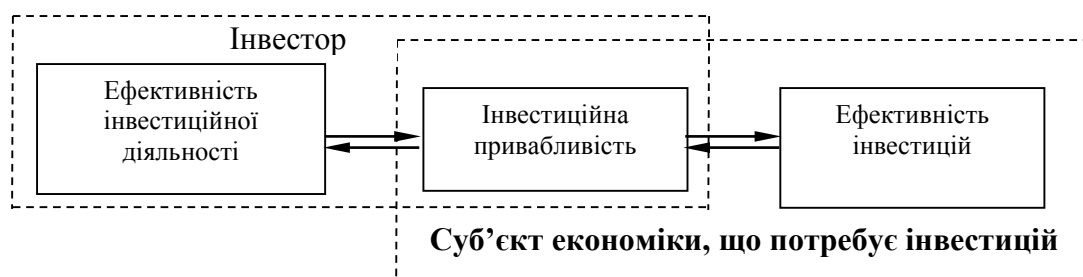 Інвестор
Ефективність
інвестиційної
діяльності
Інвестиційна
привабливість
Ефективність
інвестицій
Суб’єкт економіки, що потребує інвестицій